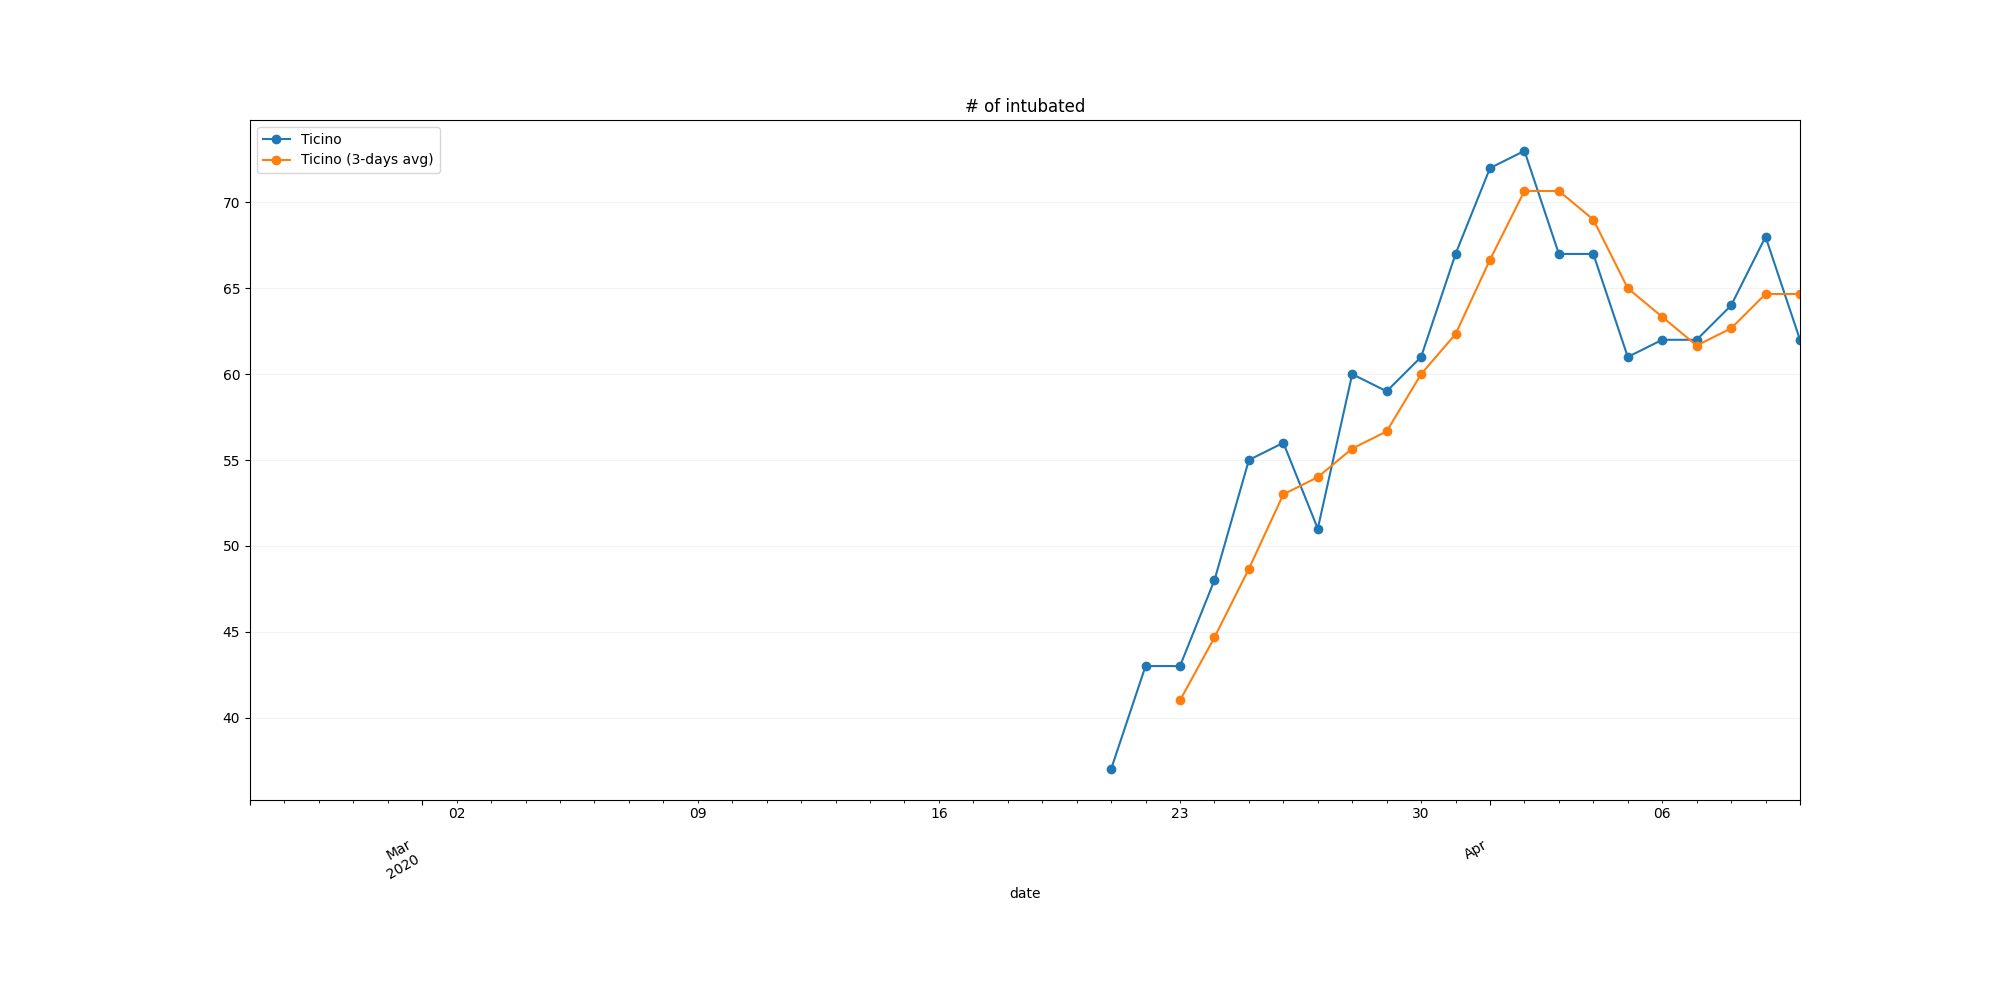 # of intubated
Ticino
Ticino (3-days avg)
70
65
60
55
50
45
40
02
09
16
23
30
06
Mar
2020
Apr
date